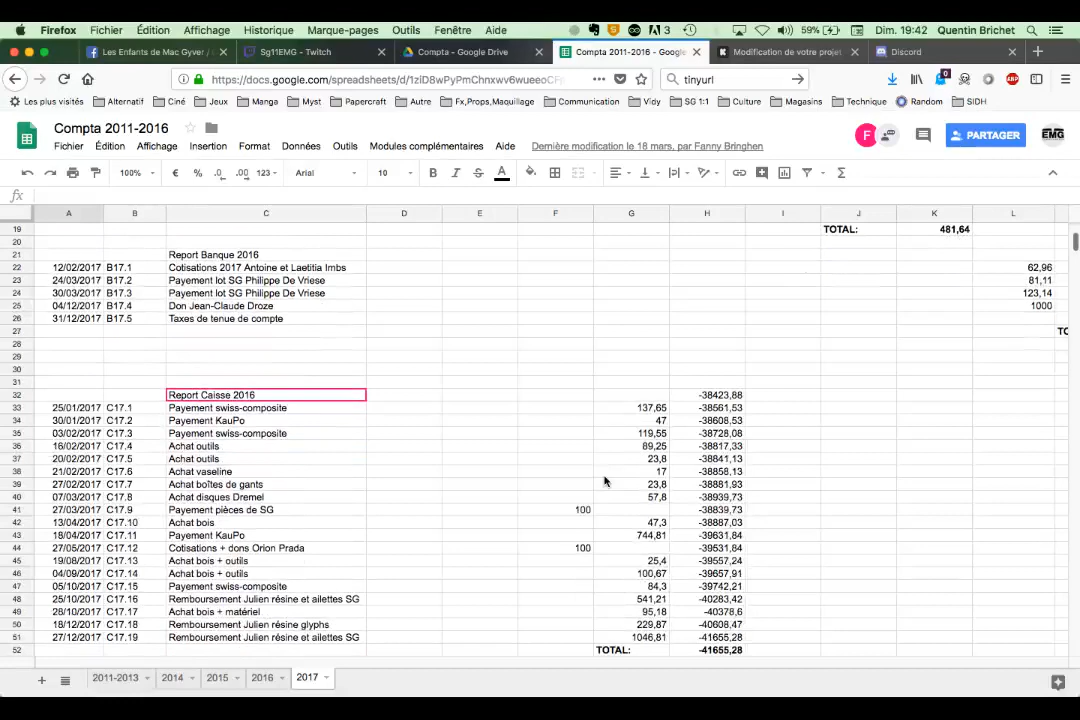 Firefox Fichier Édition Affichage Historique Marque-pages Outils Fenêtre Aide 3 59% Dim. 19:42 Quentin Brichet
Les Enfants de Mac Gyver / Sg11EMG - Twitch Compta - Google Drive Compta 2011-2016 - Google Modification de votre projet Discord
https://docs.google.com/spreadsheets/d/ tinyurl
Les plus visités Alternatif Ciné Jeux Manga Myst Papercraft Autre Fx,Props,Maquillage Communication Vidy SG 1:1 Culture Magasins Technique Random SIDH
Compta 2011-2016 F EMG PARTAGER
Fichier Édition Affichage Insertion Format Données Outils Modules complémentaires Aide Dernière modification le 18 mars, par Fanny Bringhen
100% € % .0 .00 123 Arial 10 B I S A Σ
fx
A B C D E F G H I J K L
19 TOTAL: 481,64
20
21 Report Banque 2016
22 12/02/2017 B17.1 Cotisations 2017 Antoine et Laetitia Imbs 62,96
23 24/03/2017 B17.2 Payement lot SG Philippe De Vriese 81,11
24 30/03/2017 B17.3 Payement lot SG Philippe De Vriese 123,14
25 04/12/2017 B17.4 Don Jean-Claude Droze 1000
26 31/12/2017 B17.5 Taxes de tenue de compte
27
28
29
30
31
32 Report Caisse 2016 -38423,88
33 25/01/2017 C17.1 Payement swiss-composite 137,65 -38561,53
34 30/01/2017 C17.2 Payement KauPo 47 -38608,53
35 03/02/2017 C17.3 Payement swiss-composite 119,55 -38728,08
36 16/02/2017 C17.4 Achat outils 89,25 -38817,33
37 20/02/2017 C17.5 Achat outils 23,8 -38841,13
38 21/02/2017 C17.6 Achat vaseline 17 -38858,13
39 27/02/2017 C17.7 Achat boîtes de gants 23,8 -38881,93
40 07/03/2017 C17.8 Achat disques Dremel 57,8 -38939,73
41 27/03/2017 C17.9 Payement pièces de SG 100 -38839,73
42 13/04/2017 C17.10 Achat bois 47,3 -38887,03
43 18/04/2017 C17.11 Payement KauPo 744,81 -39631,84
44 27/05/2017 C17.12 Cotisations + dons Orion Prada 100 -39531,84
45 19/08/2017 C17.13 Achat bois + outils 25,4 -39557,24
46 04/09/2017 C17.14 Achat bois + outils 100,67 -39657,91
47 05/10/2017 C17.15 Payement swiss-composite 84,3 -39742,21
48 25/10/2017 C17.16 Remboursement Julien résine et ailettes SG 541,21 -40283,42
49 28/10/2017 C17.17 Achat bois + matériel 95,18 -40378,6
50 18/12/2017 C17.18 Remboursement Julien résine glyphs 229,87 -40608,47
51 27/12/2017 C17.19 Remboursement Julien résine et ailettes SG 1046,81 -41655,28
52 TOTAL: -41655,28
2011-2013 2014 2015 2016 2017